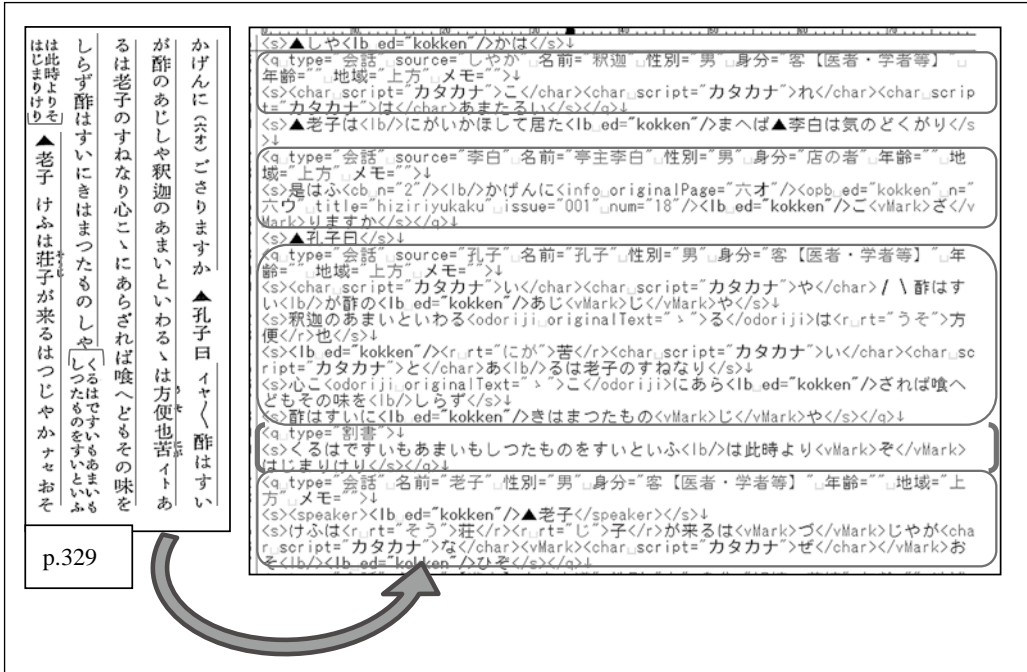 かげんに（六オ）ござりますか ▲孔子曰 イヤ〱酢はすい
が酢のあじしや釈迦のあまいといわるゝは方便也苦イトあ
るは老子のすねなり心こゝにあらざれば喰へどもその味を
しらず酢はすいにきはまつたものしや くるはですいもあまいも
しつたものをすいといふ
は此時よりそ
はじまりけり ▲老子 けふは荘子が来るはつじやかナセおそ
p.329
<s>▲しや<lb␣ed="kokken"/>かは</s>↓
<q␣type="会話"␣source="しやか"␣名前="釈迦"␣性別="男"␣身分="客【医者・学者等】"␣
年齢=""␣地域="上方"␣メモ="">↓
<s><char␣script="カタカナ">こ</char><char␣script="カタカナ">れ</char><char␣scrip
t="カタカナ">は</char>あまたるい</s></q>↓
<s>▲老子は<lb/>にがいかほして居た<lb␣ed="kokken"/>まへば▲李白は気のどくがり</s
>↓
<q␣type="会話"␣source="李白"␣名前="亭主李白"␣性別="男"␣身分="店の者"␣年齢=""␣地
域="上方"␣メモ="">↓
<s>是はふ<cb␣n="2"/><lb/>かげんに<info␣originalPage="六オ"/><opb␣ed="kokken"␣n="
六ウ"␣title="hiziriyukaku"␣issue="001"␣num="18"/><lb␣ed="kokken"/>ご<vMark>ざ</v
Mark>りますか</s></q>↓
<s>▲孔子曰</s>↓
<q␣type="会話"␣source="孔子"␣名前="孔子"␣性別="男"␣身分="客【医者・学者等】"␣年
齢=""␣地域="上方"␣メモ="">↓
<s><char␣script="カタカナ">い</char><char␣script="カタカナ">や</char>／＼酢はす
い<lb/>が酢の<lb␣ed="kokken"/>あじ<vMark>じ</vMark>や</s>↓
<s>釈迦のあまいといわる<odoriji␣originalText="ゝ">る</odoriji>は<r␣rt="うそ">方
便</r>也</s>↓
<s><lb␣ed="kokken"/><r␣rt="にが">苦</r><char␣script="カタカナ">い</char><char␣sc
ript="カタカナ">と</char>あ<lb/>るは老子のすねなり</s>↓
<s>心こ<odoriji␣originalText="ゝ">こ</odoriji>にあら<lb␣ed="kokken"/>ざれば喰へ
どもその味を<lb/>しらず</s>↓
<s>酢はすいに<lb␣ed="kokken"/>きはまつたもの<vMark>じ</vMark>や</s></q>↓
<q␣type="割書">↓
<s>くるはですいもあまいもしつたものをすいといふ<lb/>は此時より<vMark>ぞ</vMark>
はじまりけり</s></q>↓
<q␣type="会話"␣名前="老子"␣性別="男"␣身分="客【医者・学者等】"␣年齢=""␣地域="上
方"␣メモ="">↓
<s><speaker><lb␣ed="kokken"/>▲老子</speaker></s>↓
<s>けふは<r␣rt="そう">荘</r><r␣rt="じ">子</r>が来るは<vMark>づ</vMark>じやが<cha
r␣script="カタカナ">な</char><vMark><char␣script="カタカナ">ぜ</char></vMark>お
そ<lb/><lb␣ed="kokken"/>ひぞ</s></q>↓